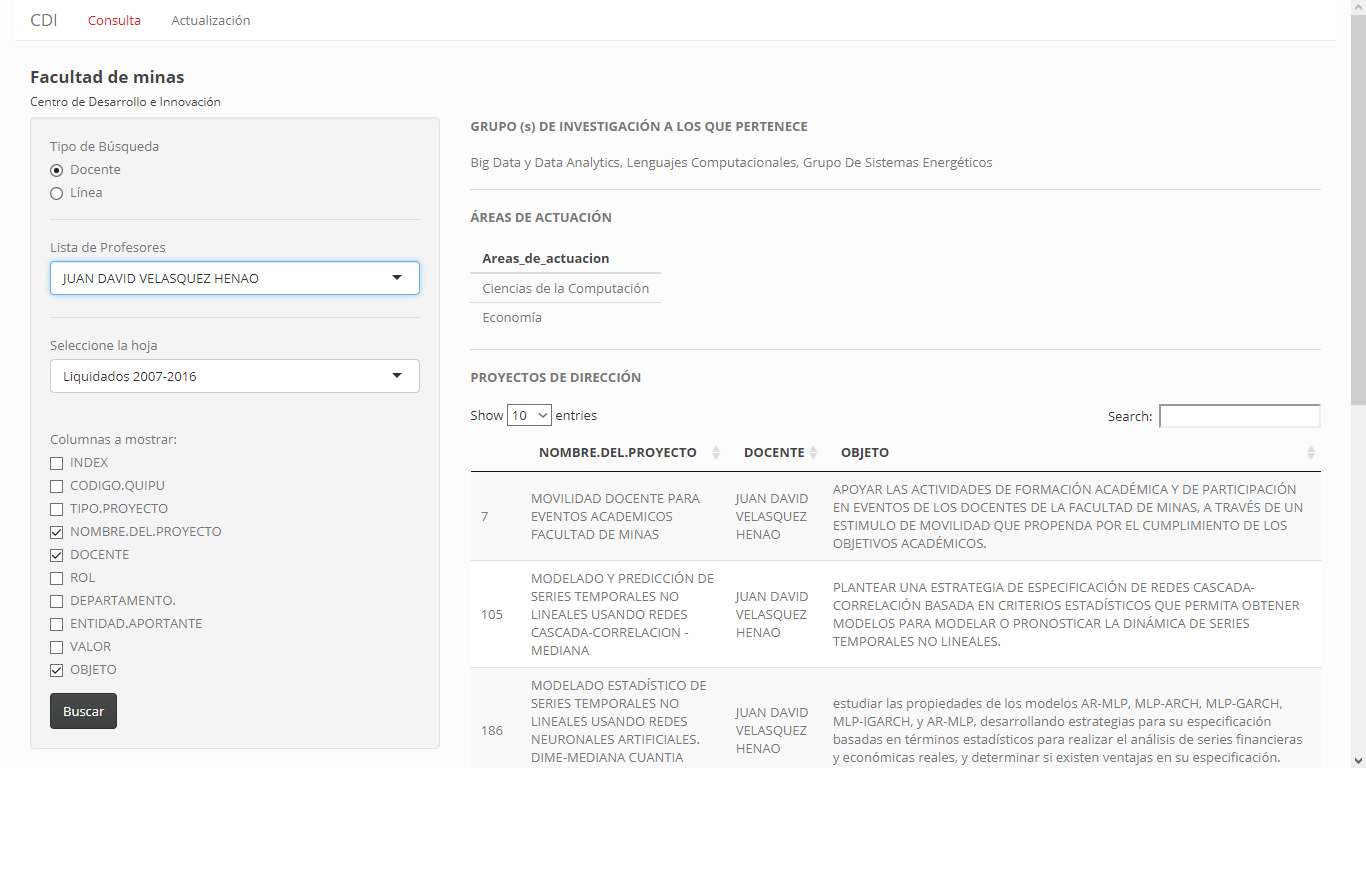 CDI Consulta Actualización
Facultad de minas
Centro de Desarrollo e Innovación
Tipo de Búsqueda
Docente
Línea
Lista de Profesores
JUAN DAVID VELASQUEZ HENAO
Seleccione la hoja
Liquidados 2007-2016
Columnas a mostrar:
INDEX
CODIGO.QUIPU
TIPO.PROYECTO
NOMBRE.DEL.PROYECTO
DOCENTE
ROL
DEPARTAMENTO.
ENTIDAD.APORTANTE
VALOR
OBJETO
Buscar
GRUPO (s) DE INVESTIGACIÓN A LOS QUE PERTENECE
Big Data y Data Analytics, Lenguajes Computacionales, Grupo De Sistemas Energéticos
ÁREAS DE ACTUACIÓN
Areas_de_actuacion
Ciencias de la Computación
Economía
PROYECTOS DE DIRECCIÓN
Show 10 entries
Search:
NOMBRE.DEL.PROYECTO DOCENTE OBJETO
7
MOVILIDAD DOCENTE PARA
EVENTOS ACADEMICOS
FACULTAD DE MINAS
JUAN DAVID
VELASQUEZ
HENAO
APOYAR LAS ACTIVIDADES DE FORMACIÓN ACADÉMICA Y DE PARTICIPACIÓN
EN EVENTOS DE LOS DOCENTES DE LA FACULTAD DE MINAS, A TRAVÉS DE UN
ESTIMULO DE MOVILIDAD QUE PROPENDA POR EL CUMPLIMIENTO DE LOS
OBJETIVOS ACADÉMICOS.
105
MODELADO Y PREDICCIÓN DE
SERIES TEMPORALES NO
LINEALES USANDO REDES
CASCADA-CORRELACION -
MEDIANA
JUAN DAVID
VELASQUEZ
HENAO
PLANTEAR UNA ESTRATEGIA DE ESPECIFICACIÓN DE REDES CASCADA-
CORRELACIÓN BASADA EN CRITERIOS ESTADÍSTICOS QUE PERMITA OBTENER
MODELOS PARA MODELAR O PRONOSTICAR LA DINÁMICA DE SERIES
TEMPORALES NO LINEALES.
186
MODELADO ESTADÍSTICO DE
SERIES TEMPORALES NO
LINEALES USANDO REDES
NEURONALES ARTIFICIALES.
DIME-MEDIANA CUANTIA
JUAN DAVID
VELASQUEZ
HENAO
estudiar las propiedades de los modelos AR-MLP, MLP-ARCH, MLP-GARCH,
MLP-IGARCH, y AR-MLP, desarrollando estrategias para su especificación
basadas en términos estadísticos para realizar el análisis de series financieras
y económicas reales, y determinar si existen ventajas en su especificación.